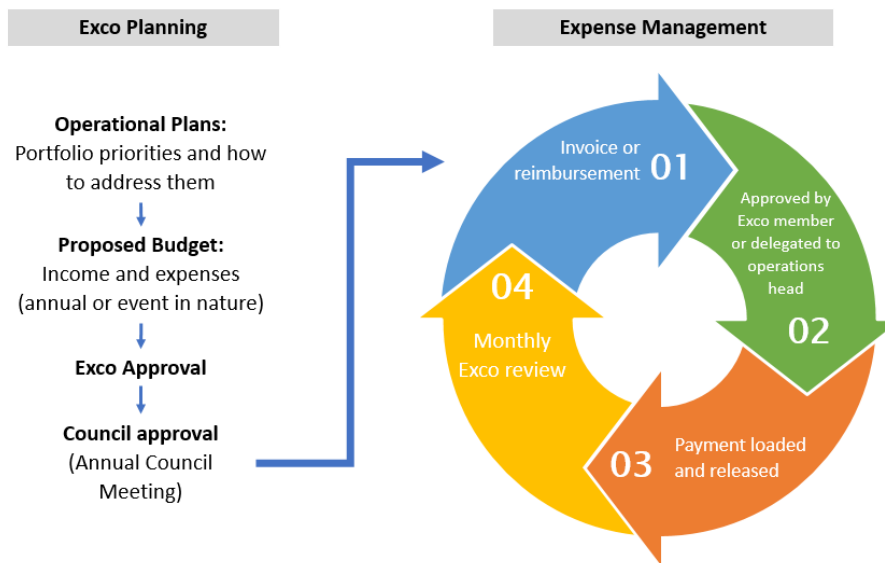 Exco Planning
Operational Plans:
Portfolio priorities and how
to address them
Proposed Budget:
Income and expenses
(annual or event in nature)
Exco Approval
Council approval
(Annual Council
Meeting)
Expense Management
Invoice or
reimbursement
01
Approved by
Exco member
or delegated to
operations
head
02
03
Payment loaded
and released
04
Monthly
Exco review